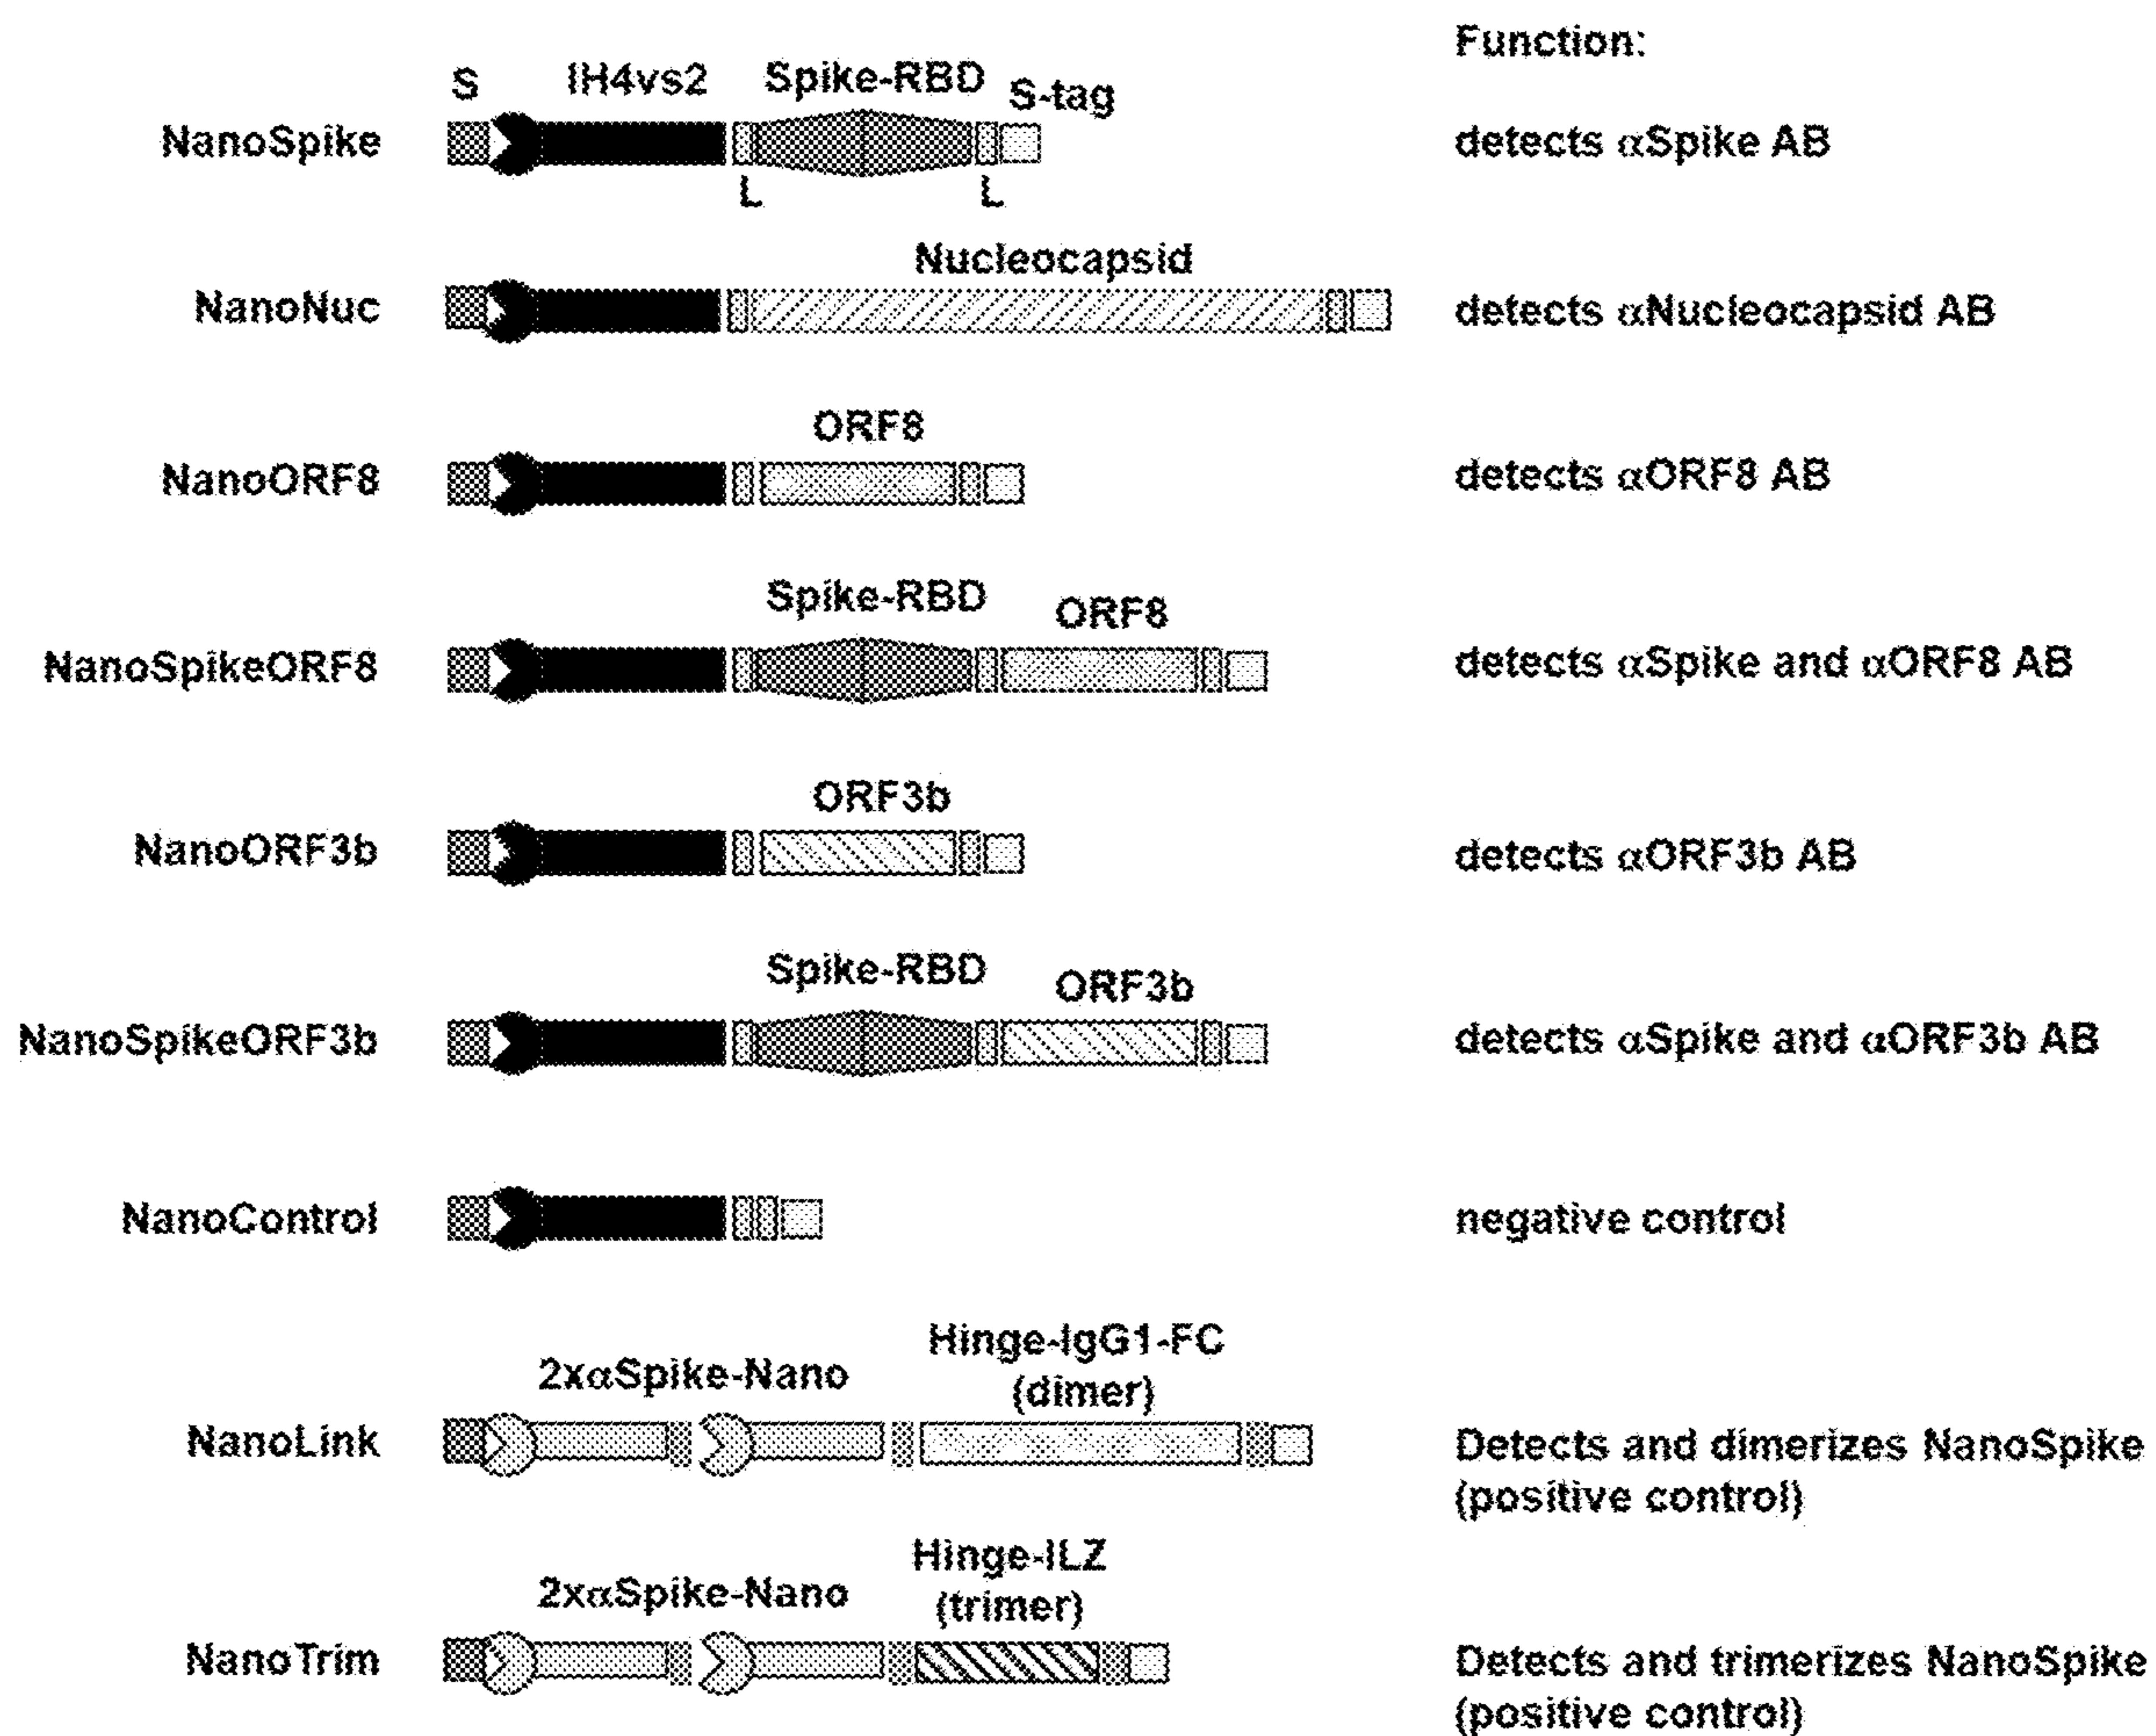 Function:
S IH4vs2 Spike-RBD S-tag
NanoSpike detects αSpike AB
L L
Nucleocapsid
NanoNuc detects αNucleocapsid AB
ORF8
NanoORF8 detects αORF8 AB
Spike-RBD ORF8
NanoSpikeORF8 detects αSpike and αORF8 AB
ORF3b
NanoORF3b detects αORF3b AB
Spike-RBD ORF3b
NanoSpikeORF3b detects αSpike and αORF3b AB
NanoControl negative control
2xαSpike-Nano Hinge-IgG1-FC
(dimer)
NanoLink Detects and dimerizes NanoSpike
(positive control)
2xαSpike-Nano Hinge-ILZ
(trimer)
NanoTrim Detects and trimerizes NanoSpike
(positive control)